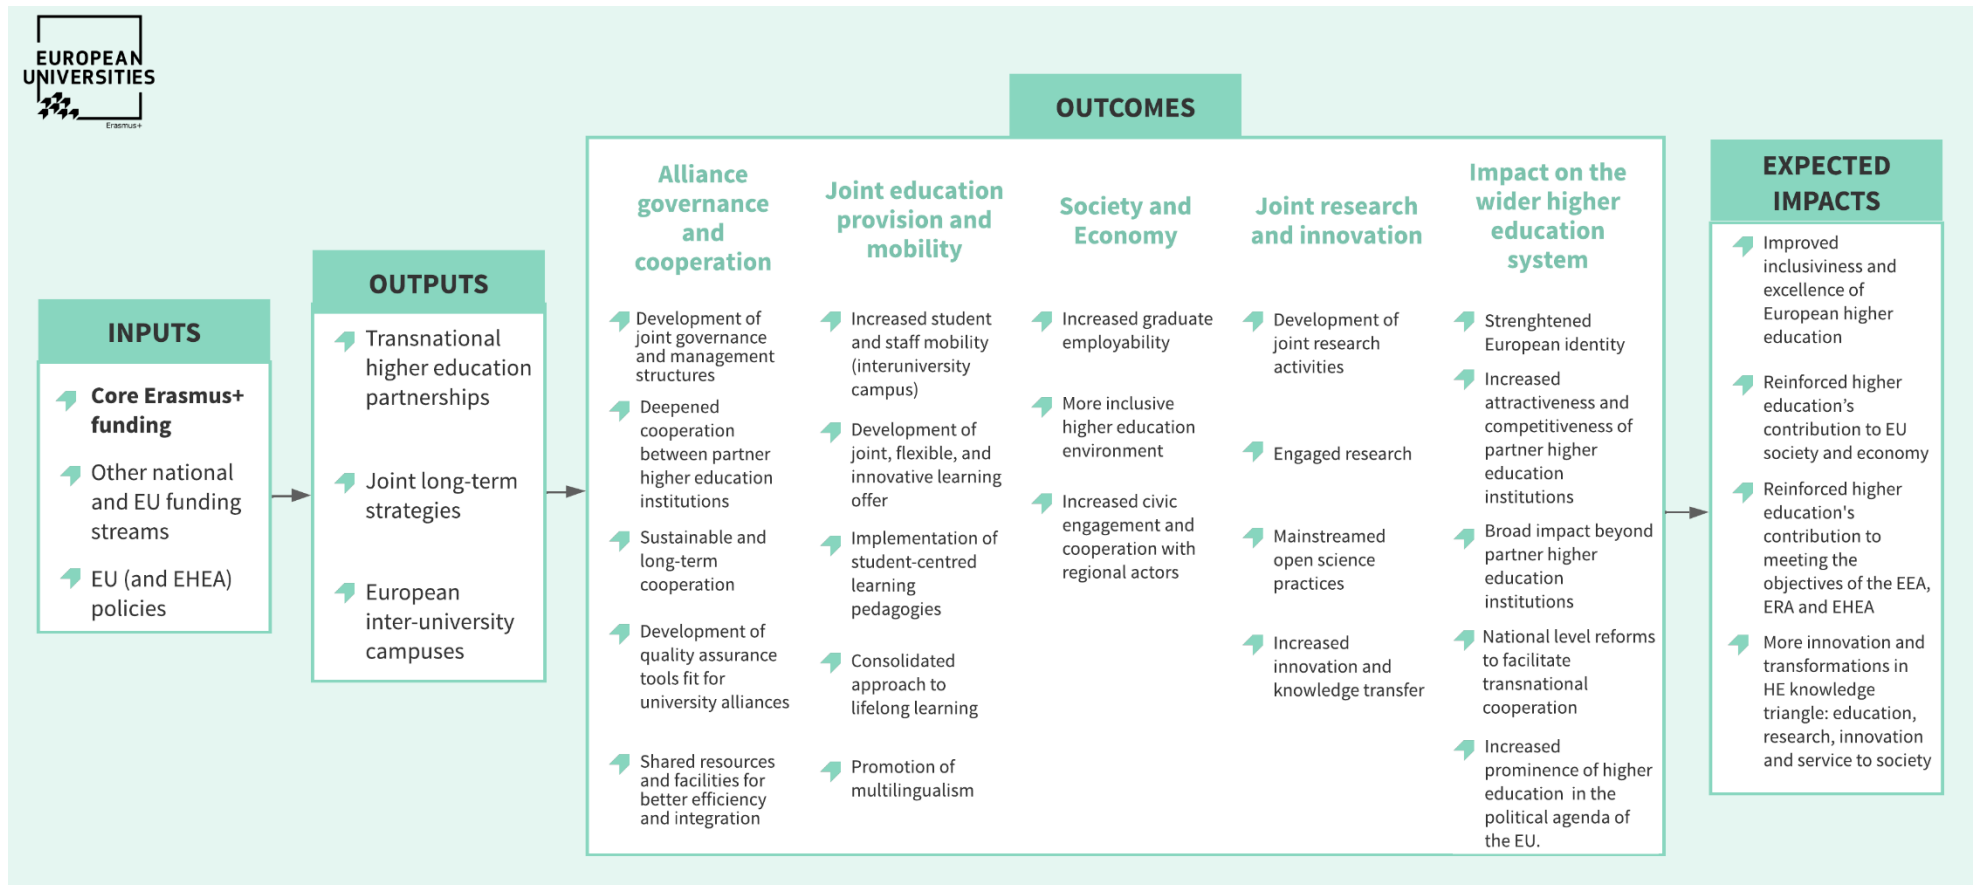 EUROPEAN
UNIVERSITIES
Erasmus+
INPUTS
Core Erasmus+
funding
Other national
and EU funding
streams
EU (and EHEA)
policies
OUTPUTS
Transnational
higher education
partnerships
Joint long-term
strategies
European
inter-university
campuses
OUTCOMES
Alliance
governance
and
cooperation
Development of
joint governance
and management
structures
Deepened
cooperation
between partner
higher education
institutions
Sustainable and
long-term
cooperation
Development of
quality assurance
tools fit for
university alliances
Shared resources
and facilities for
better efficiency
and integration
Joint education
provision and
mobility
Increased student
and staff mobility
(interuniversity
campus)
Development of
joint, flexible, and
innovative learning
offer
Implementation of
student-centred
learning
pedagogies
Consolidated
approach to
lifelong learning
Promotion of
multilingualism
Society and
Economy
Increased graduate
employability
More inclusive
higher education
environment
Increased civic
engagement and
cooperation with
regional actors
Joint research
and innovation
Development of
joint research
activities
Engaged research
Mainstreamed
open science
practices
Increased
innovation and
knowledge transfer
Impact on the
wider higher
education
system
Strenghtened
European identity
Increased
attractiveness and
competitiveness of
partner higher
education
institutions
Broad impact beyond
partner higher
education
institutions
National level reforms
to facilitate
transnational
cooperation
Increased
prominence of higher
education in the
political agenda of
the EU.
EXPECTED
IMPACTS
Improved
inclusiviness and
excellence of
European higher
education
Reinforced higher
education’s
contribution to EU
society and economy
Reinforced higher
education's
contribution to
meeting the
objectives of the EEA,
ERA and EHEA
More innovation and
transformations in
HE knowledge
triangle: education,
research, innovation
and service to society